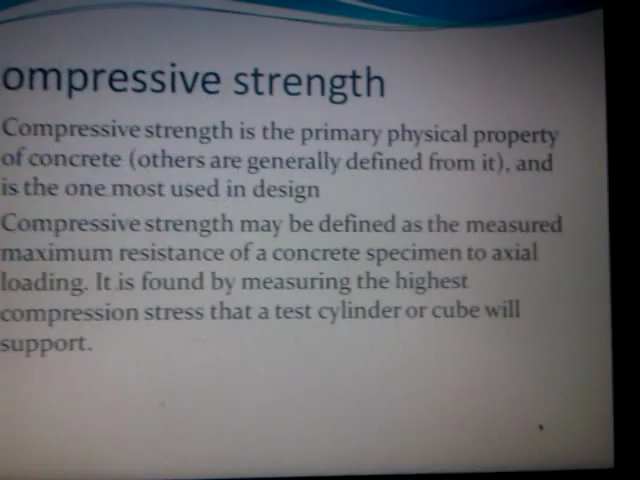 ompressive strength
Compressive strength is the primary physical property
of concrete (others are generally defined from it), and
is the one most used in design
Compressive strength may be defined as the measured
maximum resistance of a concrete specimen to axial
loading. It is found by measuring the highest
compression stress that a test cylinder or cube will
support.